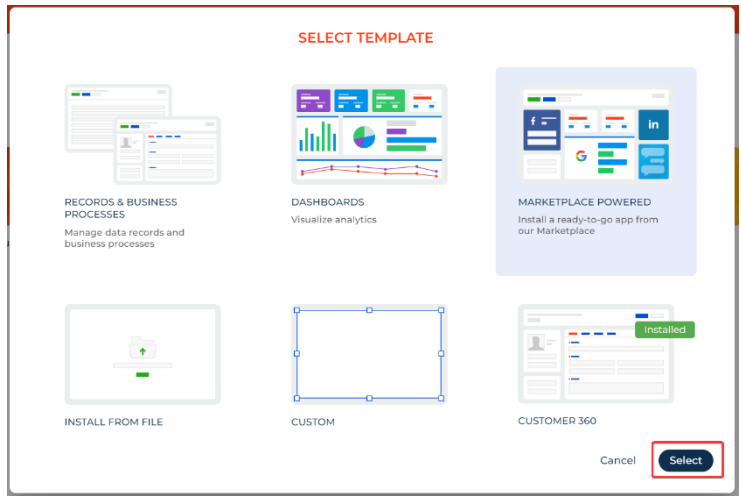 SELECT TEMPLATE
RECORDS & BUSINESS
PROCESSES
Manage data records and
business processes
DASHBOARDS
Visualize analytics
f
in
G
MARKETPLACE POWERED
Install a ready-to-go app from
our Marketplace
INSTALL FROM FILE
CUSTOM
Installed
CUSTOMER 360
Cancel
Select